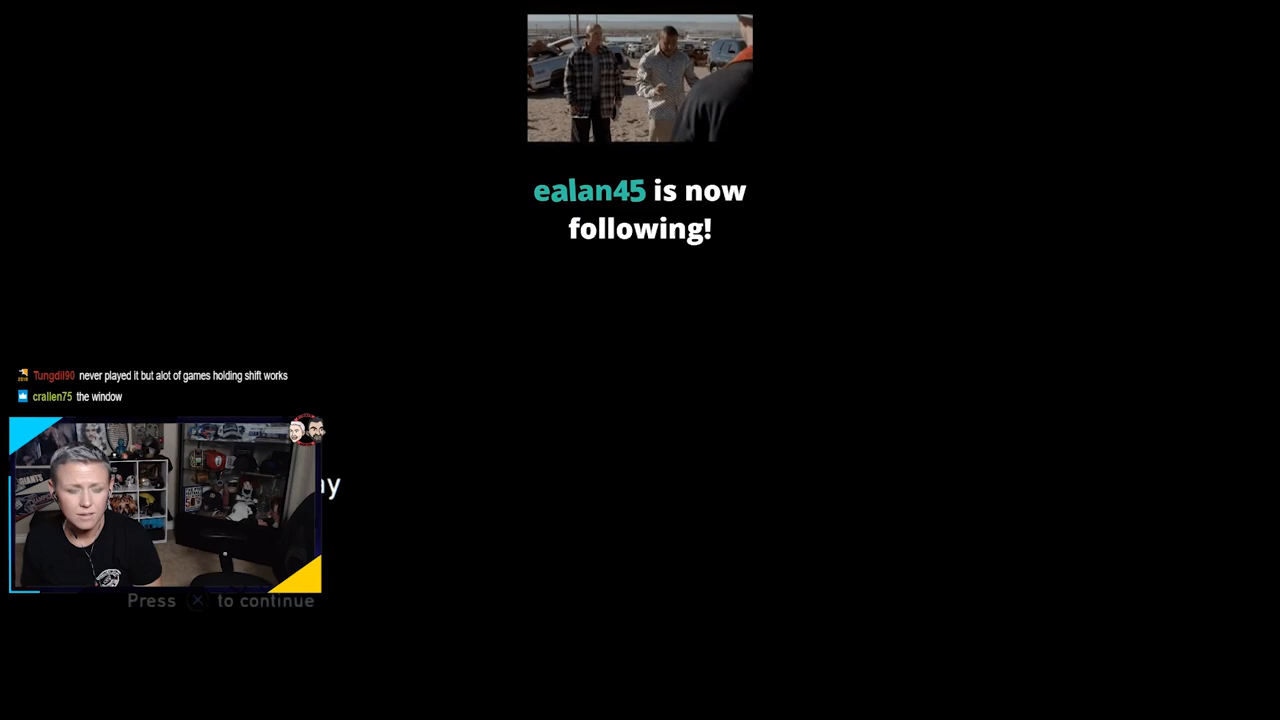 ealan45 is now
following!
Tungdil90 never played it but alot of games holding shift works
crallen75 the window
GIANTS
Press X to continue